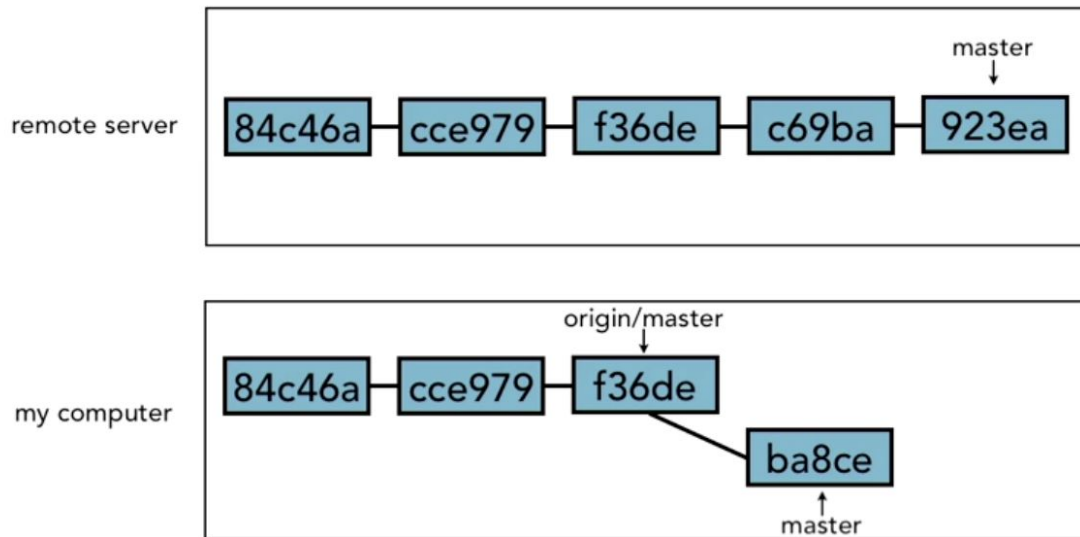 master
remote server
84c46a cce979 f36de c69ba 923ea
origin/master
84c46a cce979 f36de
my computer
ba8ce
master